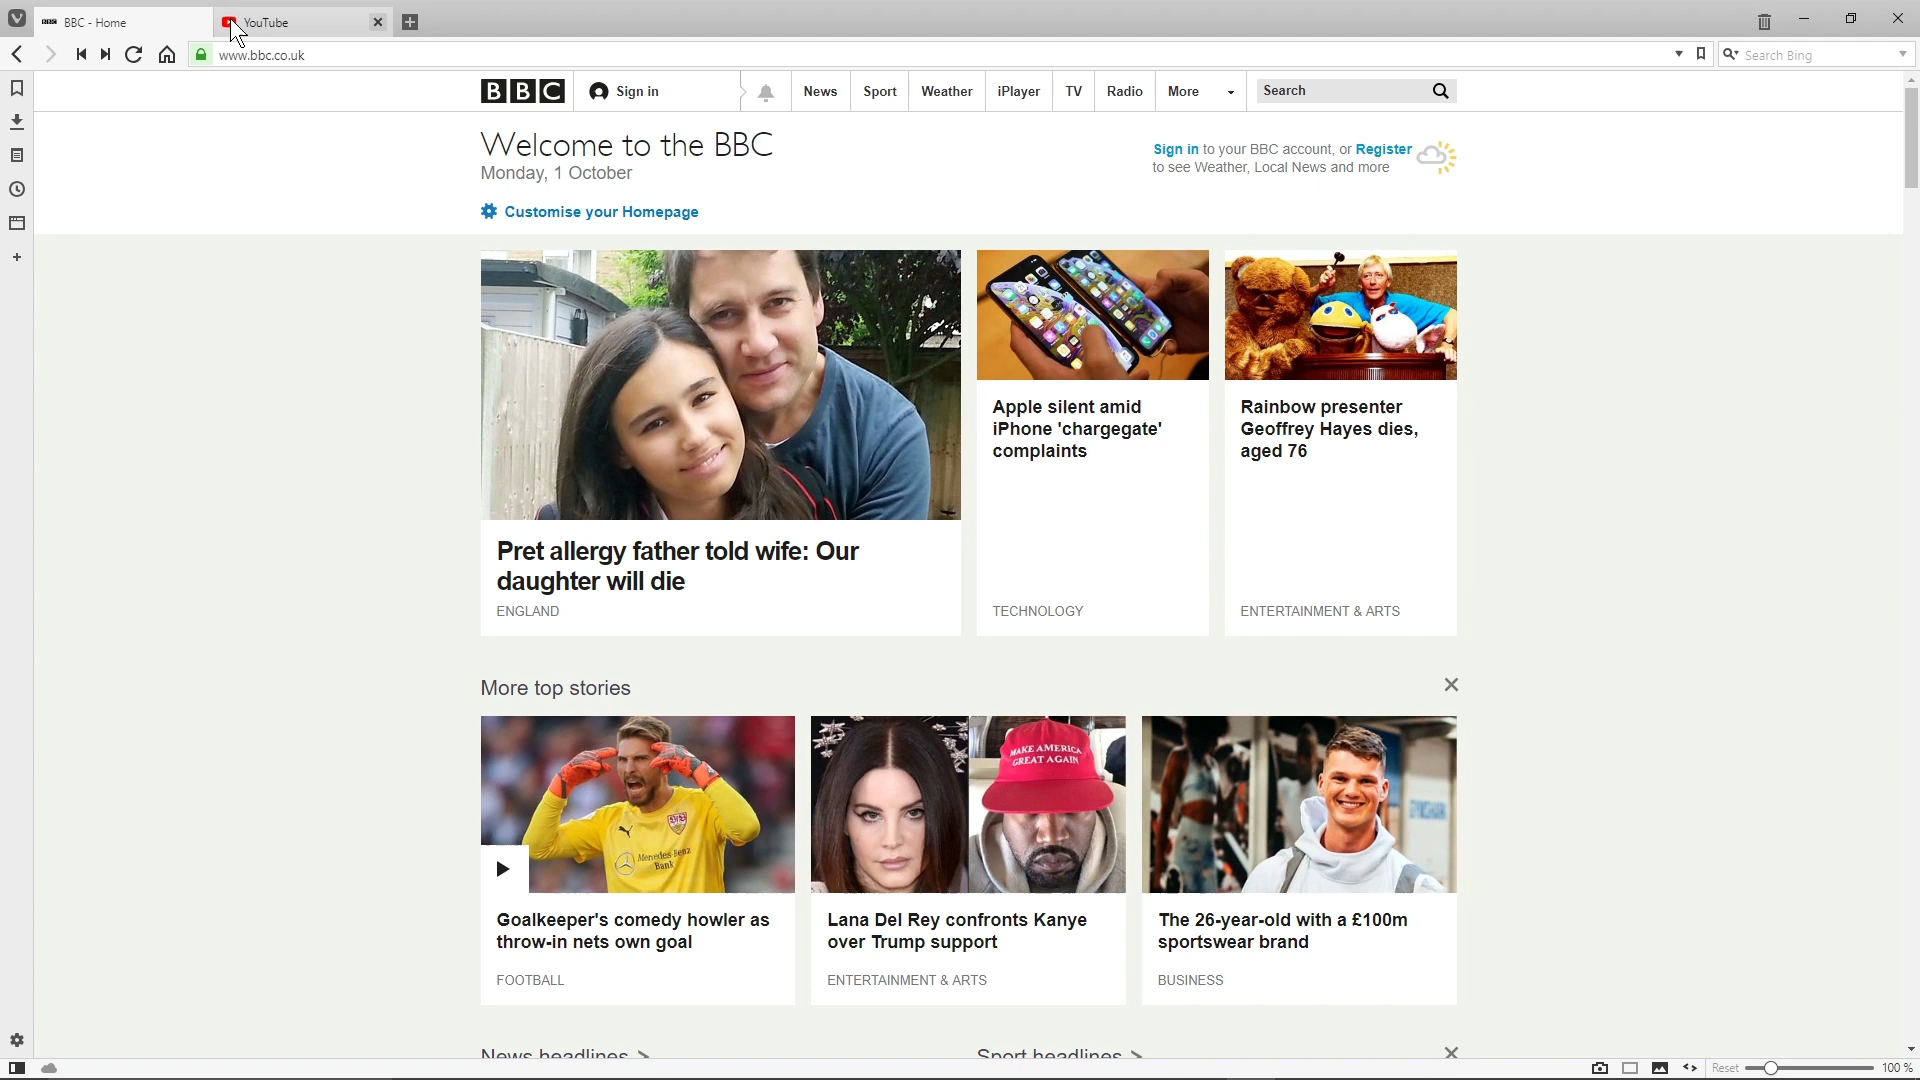 BBC - Home
YouTube
www.bbc.co.uk
Search Bing
BBC
Sign in
News
Sport
Weather
iPlayer
TV
Radio
More
Search
Welcome to the BBC
Monday, 1 October
Sign in to your BBC account, or Register
to see Weather, Local News and more
Customise your Homepage
Pret allergy father told wife: Our
daughter will die
ENGLAND
Apple silent amid
iPhone 'chargegate'
complaints
TECHNOLOGY
Rainbow presenter
Geoffrey Hayes dies,
aged 76
ENTERTAINMENT & ARTS
More top stories
Mercedes-Benz
Bank
MAKE AMERICA
GREAT AGAIN
GYMSHARK
Goalkeeper's comedy howler as
throw-in nets own goal
FOOTBALL
Lana Del Rey confronts Kanye
over Trump support
ENTERTAINMENT & ARTS
The 26-year-old with a £100m
sportswear brand
BUSINESS
News headlines
Sport headlines
Reset
100 %